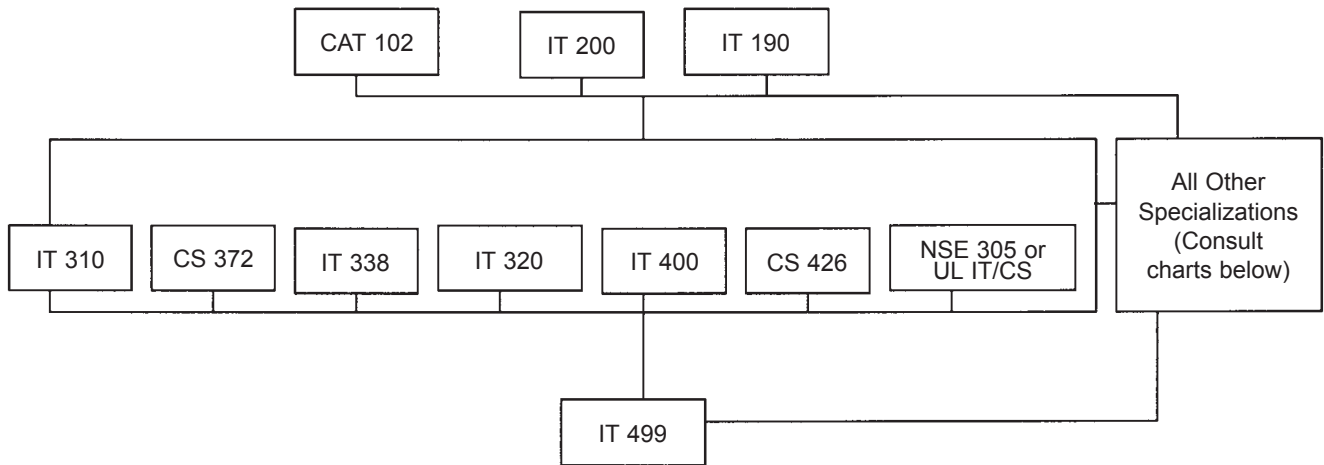 CAT 102
IT 200
IT 190
All Other
Specializations
(Consult
charts below)
IT 310
CS 372
IT 338
IT 320
IT 400
CS 426
NSE 305 or
UL IT/CS
IT 499